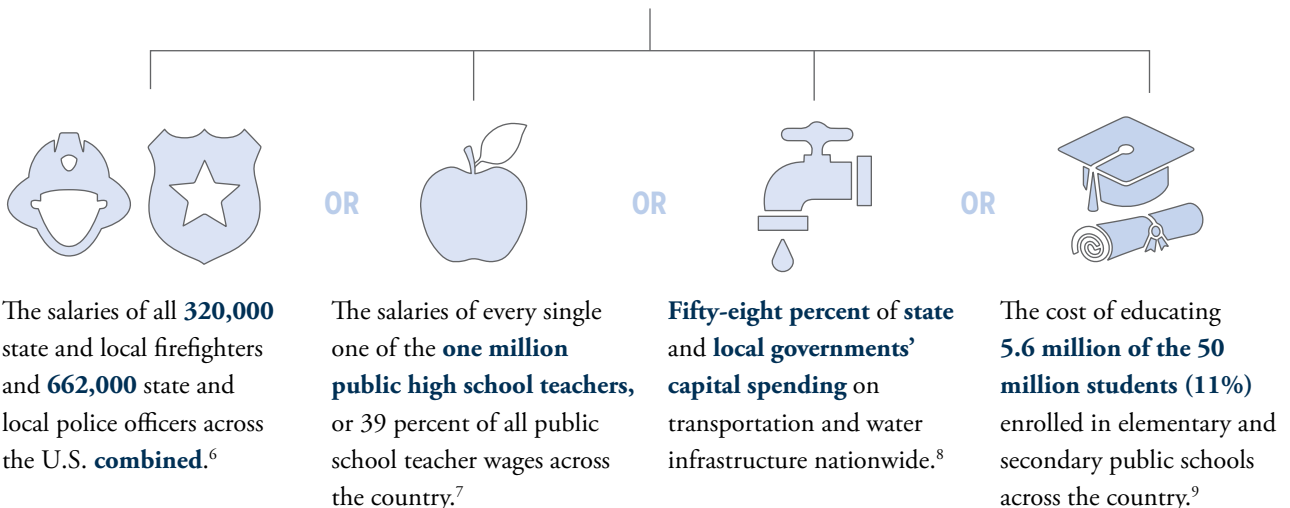 OR
OR
OR
The salaries of all 320,000
state and local firefighters
and 662,000 state and
local police officers across
the U.S. combined.6
The salaries of every single
one of the one million
public high school teachers,
or 39 percent of all public
school teacher wages across
the country.7
Fifty-eight percent of state
and local governments’
capital spending on
transportation and water
infrastructure nationwide.8
The cost of educating
5.6 million of the 50
million students (11%)
enrolled in elementary and
secondary public schools
across the country.9